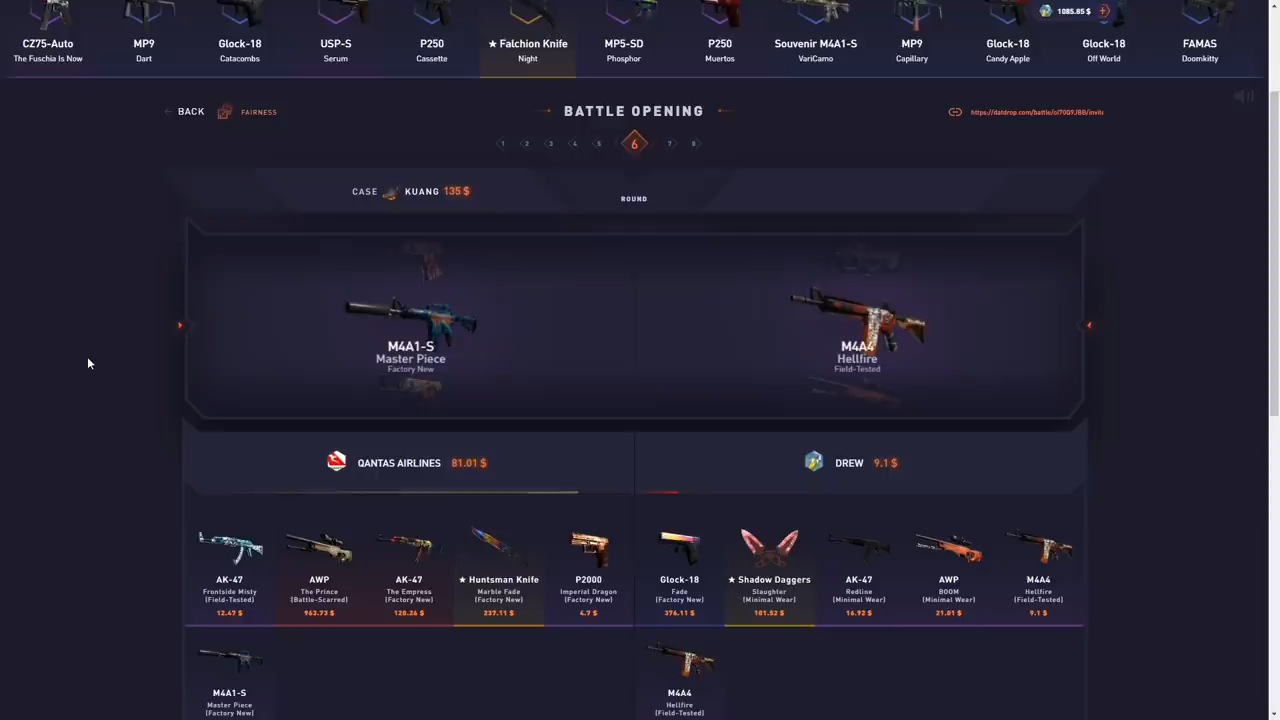 1085.85 $
CZ75-Auto MP9 Glock-18 USP-S P250 ★ Falchion Knife MP5-SD P250 Souvenir M4A1-S MP9 Glock-18 Glock-18 FAMAS
The Fuschia Is Now Dart Catacombs Serum Cassette Night Phosphor Muertos VariCamo Capillary Candy Apple Off World Doomkitty
← BACK FAIRNESS BATTLE OPENING
1 2 3 4 5 6 7 8
CASE KUANG 135 $
ROUND
M4A1-S M4A4
Master Piece Hellfire
Factory New Field-Tested
QANTAS AIRLINES 81.01 $ DREW 9.1 $
AK-47 AWP AK-47 ★ Huntsman Knife P2000 Glock-18 ★ Shadow Daggers AK-47 AWP M4A4
Frontside Misty The Prince The Empress Marble Fade Imperial Dragon Fade Slaughter Redline BOOM Hellfire
(Field-Tested) (Battle-Scarred) (Factory New) (Factory New) (Factory New) (Factory New) (Minimal Wear) (Minimal Wear) (Minimal Wear) (Field-Tested)
12.47 $ 963.73 $ 120.26 $ 237.11 $ 4.7 $ 376.11 $ 101.52 $ 16.92 $ 21.01 $ 9.1 $
M4A1-S M4A4
Master Piece Hellfire
(Factory New) (Field-Tested)